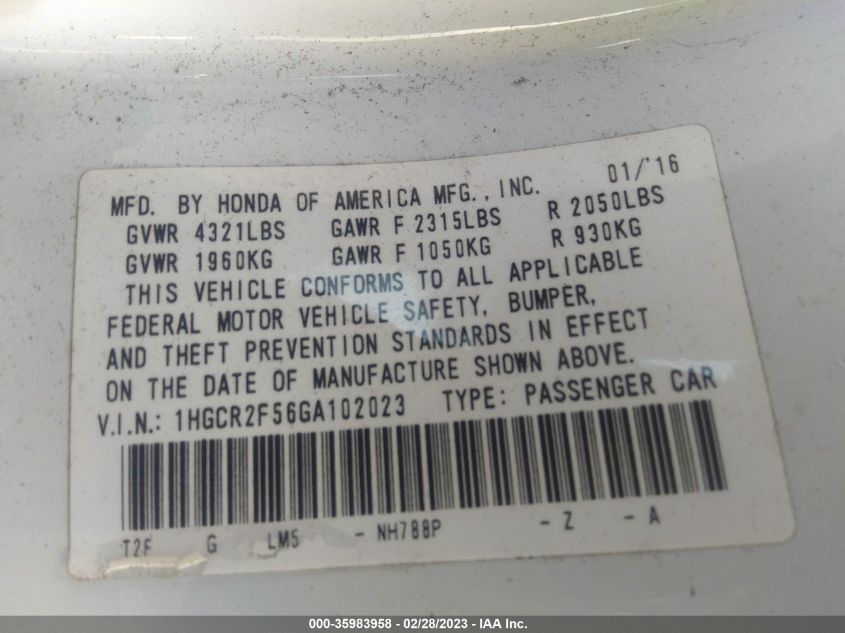 MFD. BY HONDA OF AMERICA MFG., INC. 01/'16
GVWR 4321LBS GAWR F 2315LBS R 2050LBS
GVWR 1960KG GAWR F 1050KG R 930KG
THIS VEHICLE CONFORMS TO ALL APPLICABLE
FEDERAL MOTOR VEHICLE SAFETY, BUMPER,
AND THEFT PREVENTION STANDARDS IN EFFECT
ON THE DATE OF MANUFACTURE SHOWN ABOVE.
V.I.N.: 1HGCR2F56GA102023 TYPE: PASSENGER CAR
T2F G LM5 - NH788P - Z - A
000-35983958 - 02/28/2023 - IAA Inc.